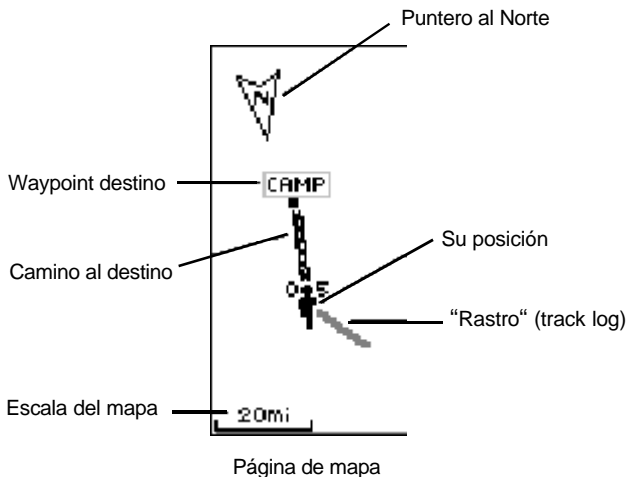 Puntero al Norte
N
Waypoint destino
CAMP
Su posición
Camino al destino
“Rastro“ (track log)
Escala del mapa
20mi
Página de mapa